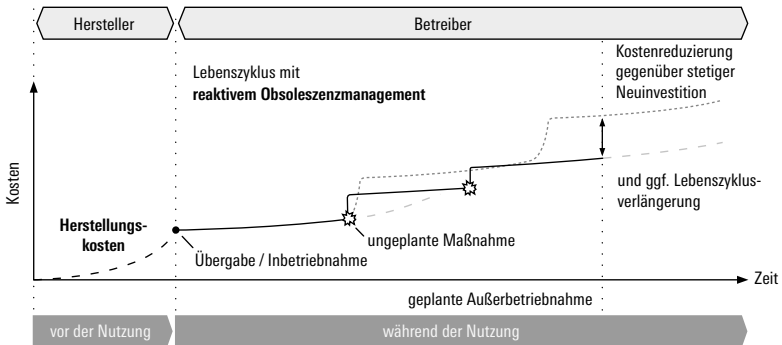 Hersteller
Betreiber
Lebenszyklus mit
reaktivem Obsoleszenzmanagement
Kostenreduzierung
gegenüber stetiger
Neuinvestition
Kosten
und ggf. Lebenszyklus-
verlängerung
Herstellungs-
kosten
ungeplante Maßnahme
Übergabe / Inbetriebnahme
Zeit
geplante Außerbetriebnahme
vor der Nutzung
während der Nutzung